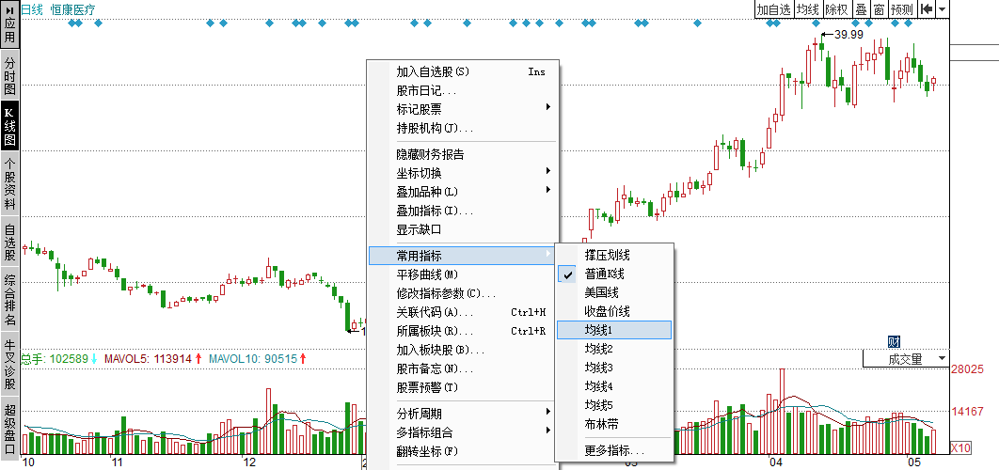 日线 恒康医疗
加自选 均线 除权 叠 窗 预测
应用
分时图
K线图
个股资料
自选股
综合排名
牛叉诊股
超级盘口
39.99
加入自选股(S) Ins
股市日记...
标记股票
持股机构(J)...
隐藏财务报告
坐标切换
叠加品种(L)
叠加指标(I)...
显示缺口
常用指标
平移曲线(M)
修改指标参数(C)...
关联代码(A)... Ctrl+H
所属板块(R)... Ctrl+R
加入板块股(B)...
股市备忘(N)...
股票预警(T)
分析周期
多指标组合
翻转坐标(F)
撑压划线
普通K线
美国线
收盘价线
均线1
均线2
均线3
均线4
均线5
布林带
更多指标...
财
成交量
总手: 102589 MAVOL5: 113914 MAVOL10: 90515
28025
14167
X10
10 11 12 04 05